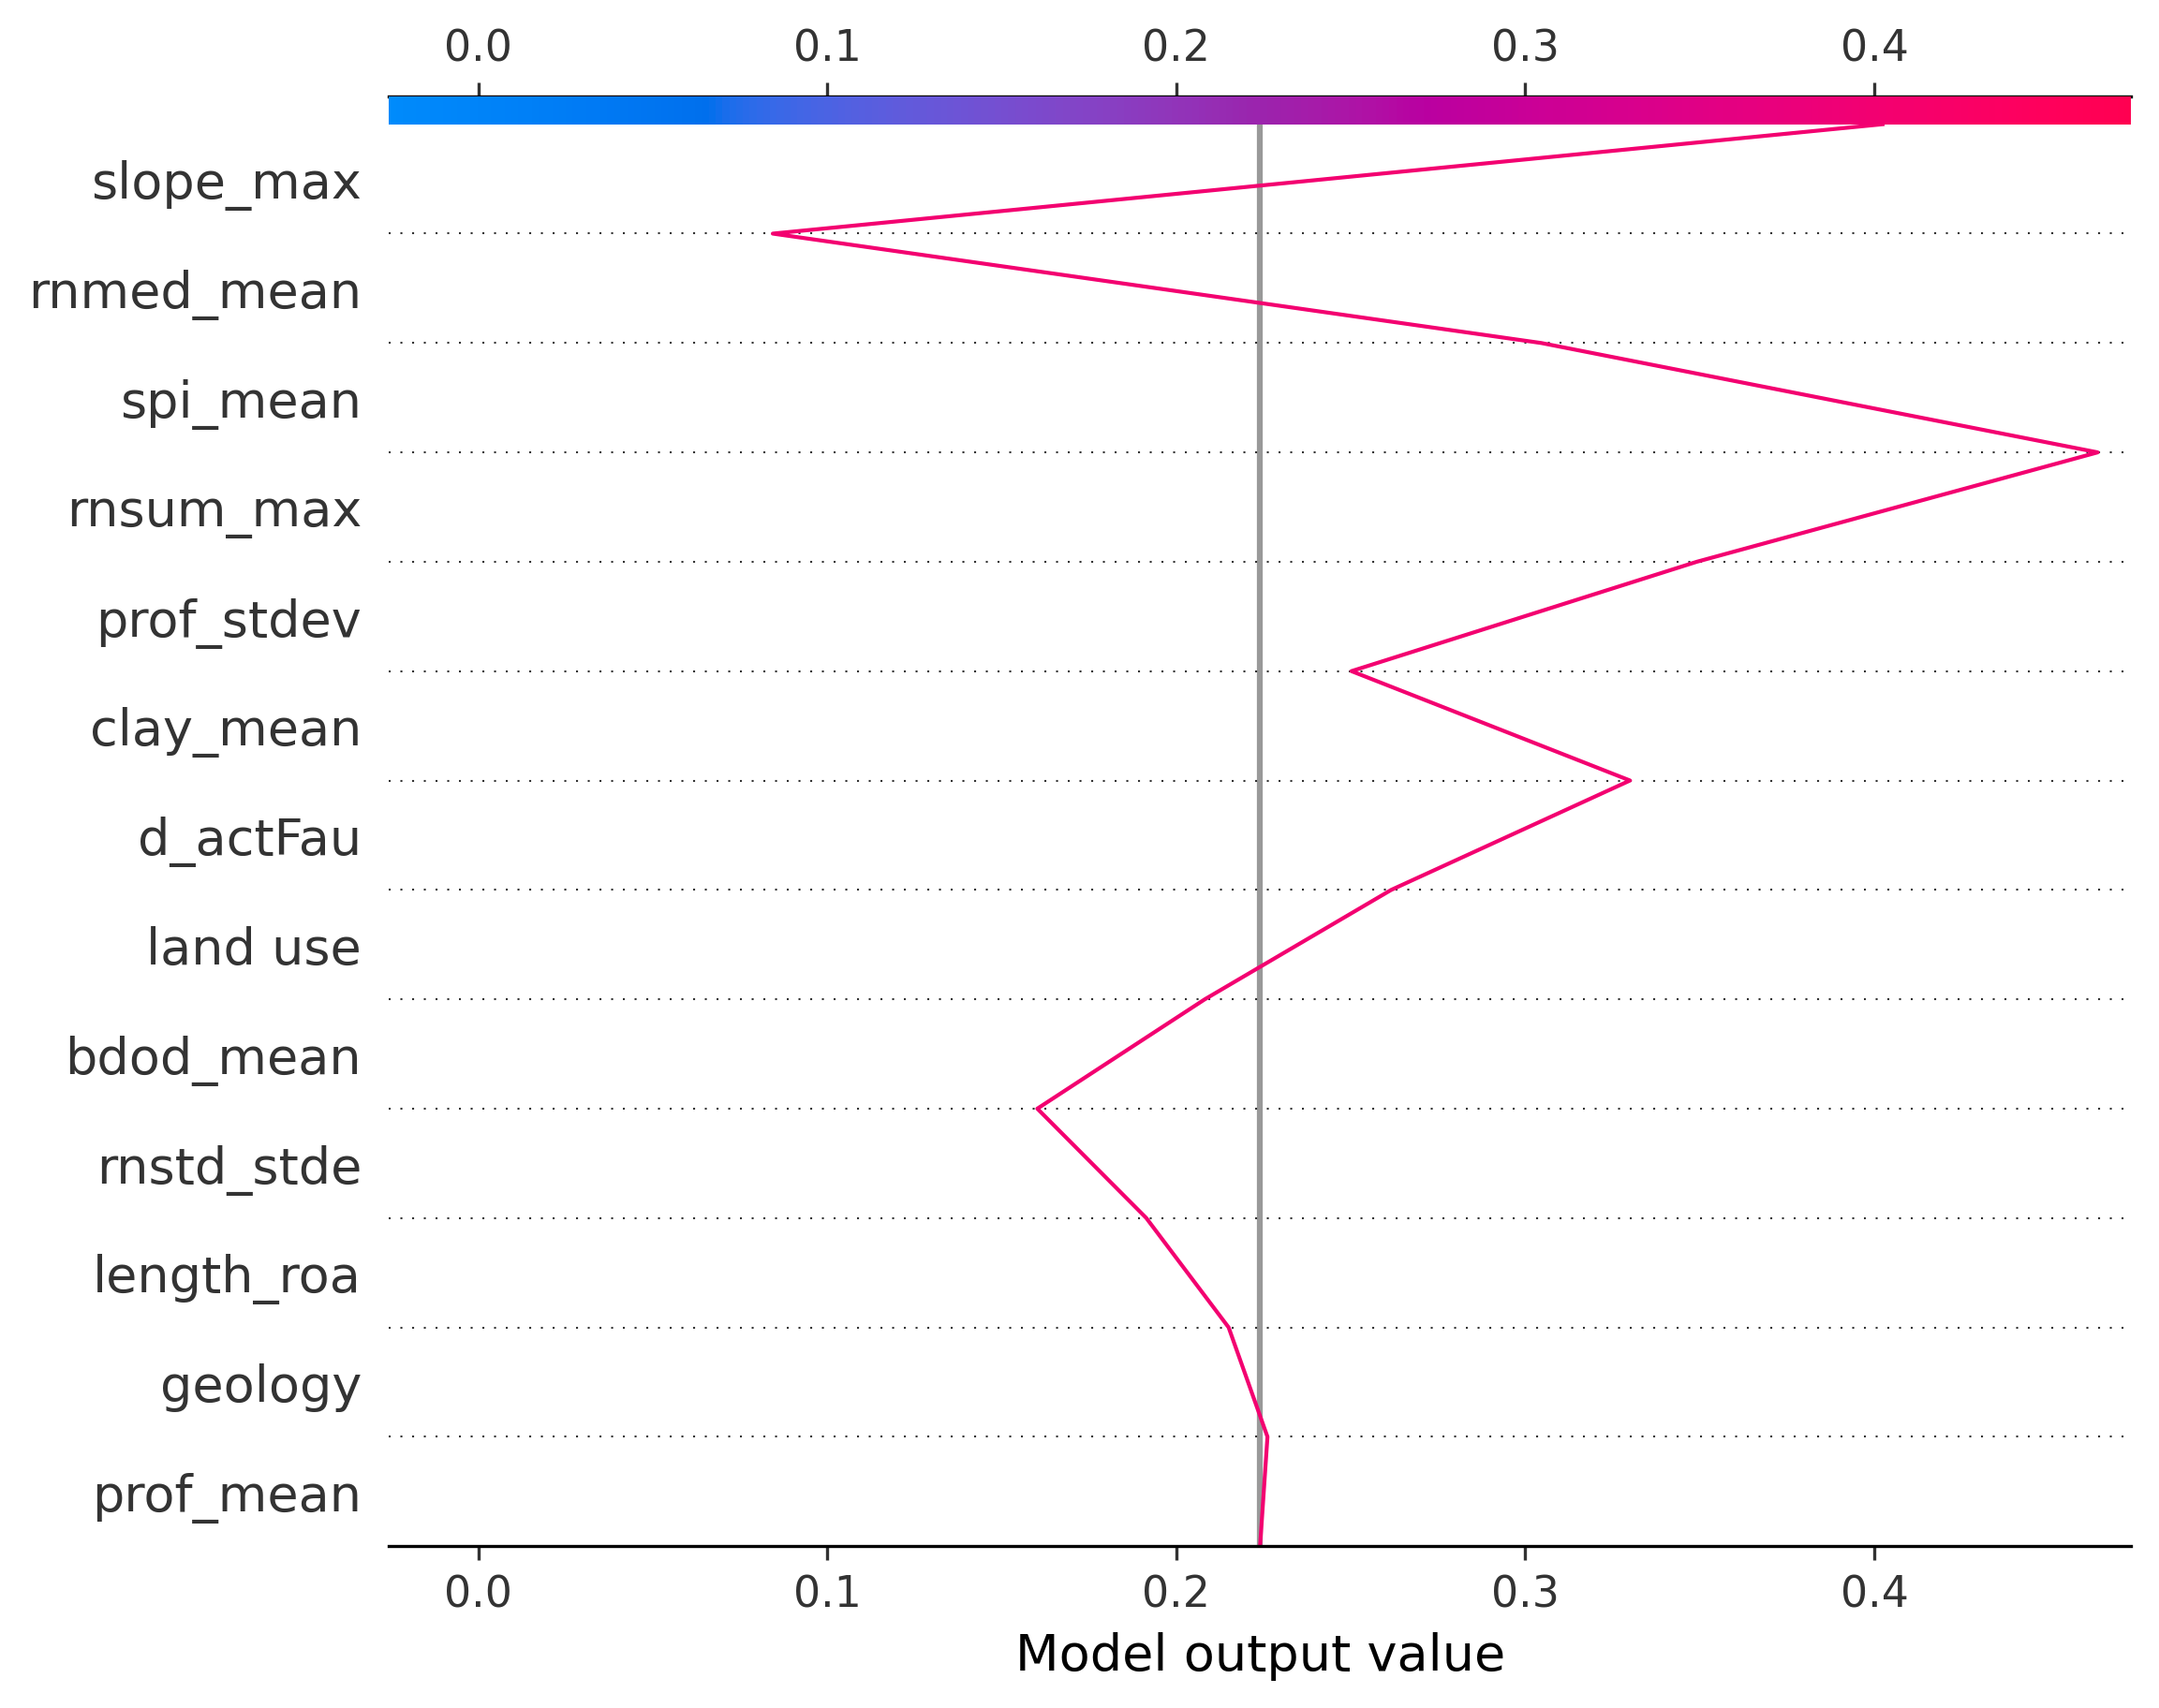 0.0 0.1 0.2 0.3 0.4
slope_max
rnmed_mean
spi_mean
rnsum_max
prof_stdev
clay_mean
d_actFau
land use
bdod_mean
rnstd_stde
length_roa
geology
prof_mean
0.0 0.1 0.2 0.3 0.4
Model output value